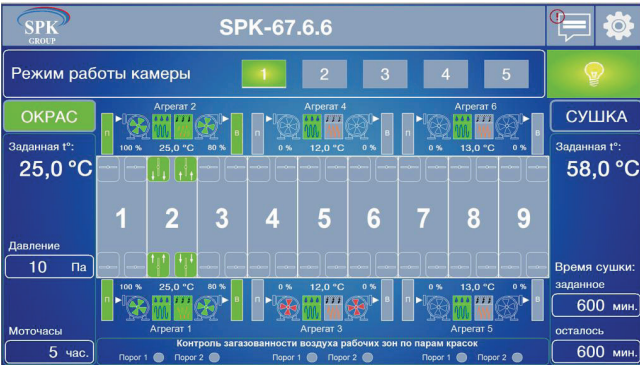 SPK
GROUP
SPK-67.6.6
Режим работы камеры 1 2 3 4 5
ОКРАС
Агрегат 2 Агрегат 4 Агрегат 6
СУШКА
П В П В П В
Заданная t°:
100 % 25,0 °C 80 % 0 % 12,0 °C 0 % 0 % 13,0 °C 0 %
Заданная t°:
25,0 °C
58,0 °C
1 2 3 4 5 6 7 8 9
Давление
10 Па
Время сушки:
заданное
100 % 25,0 °C 80 % 0 % 12,0 °C 0 % 0 % 13,0 °C 0 %
П В П В П В
600 мин.
Моточасы
Агрегат 1 Агрегат 3 Агрегат 5
осталось
Контроль загазованности воздуха рабочих зон по парам красок
5 час.
Порог 1 Порог 2 Порог 1 Порог 2 Порог 1 Порог 2
600 мин.